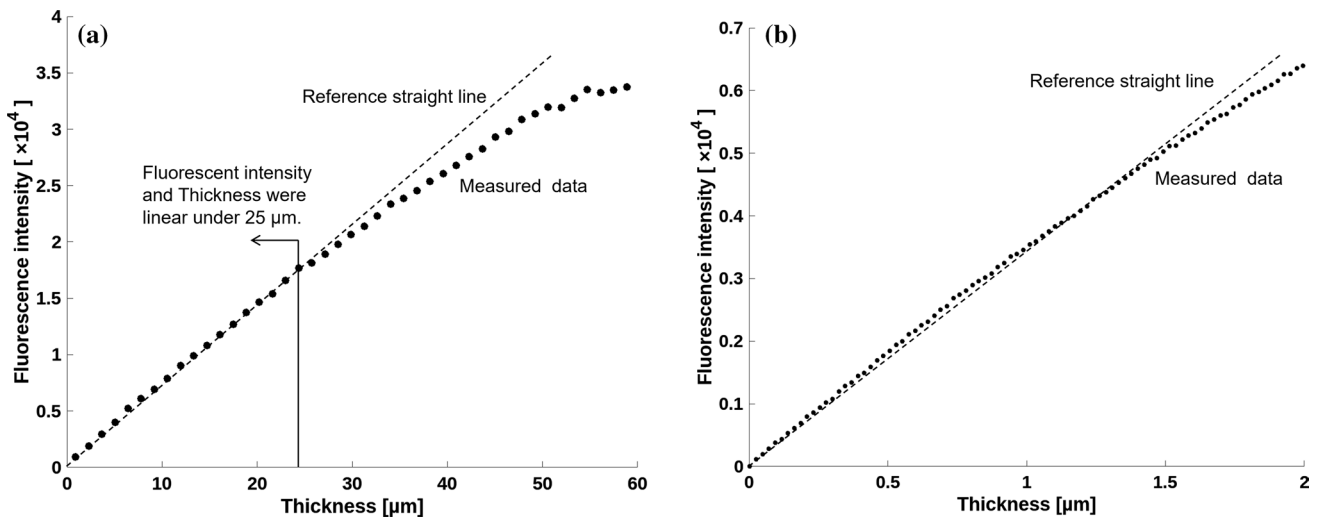 (a)
Fluorescence intensity [ ×10⁴]
4
3.5
3
2.5
2
1.5
1
0.5
0
Reference straight line
Fluorescent intensity
and Thickness were
linear under 25 μm.
Measured data
0 10 20 30 40 50 60
Thickness [μm]
(b)
Fluorescence intensity [ ×10⁴]
0.7
0.6
0.5
0.4
0.3
0.2
0.1
0
Reference straight line
Measured data
0 0.5 1 1.5 2
Thickness [μm]